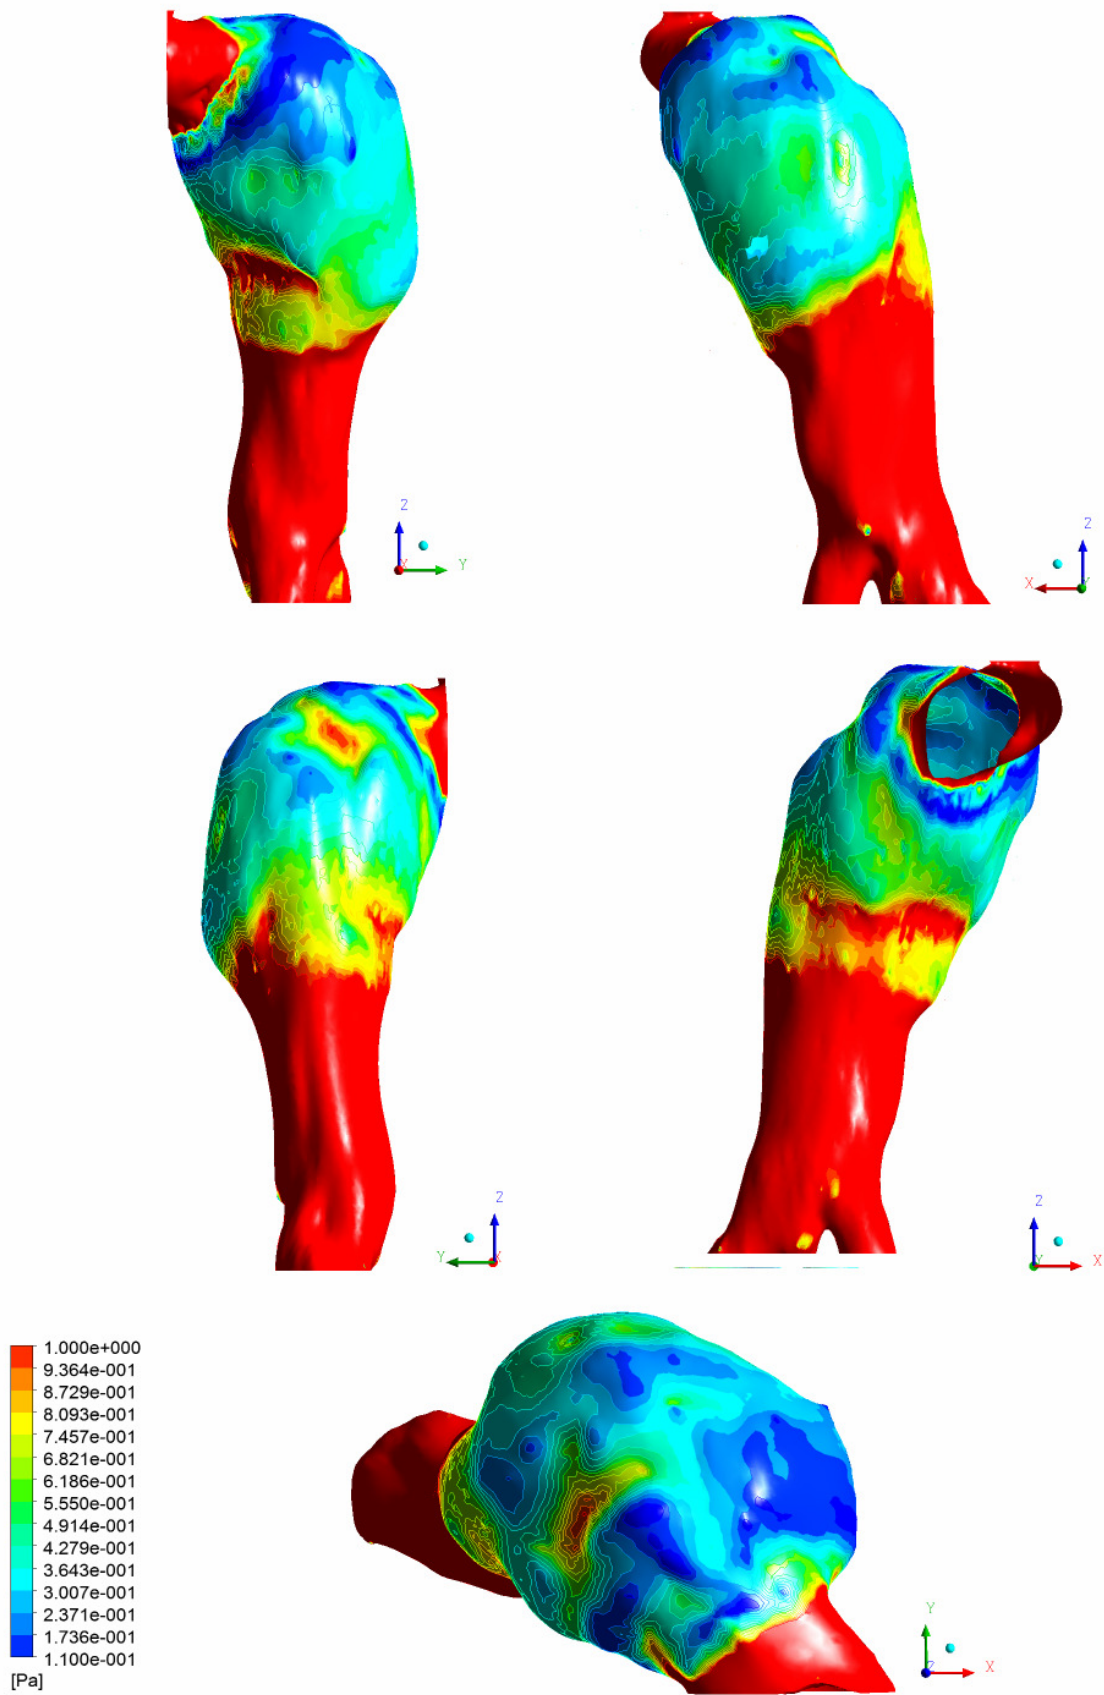 Z
X
Y
Z
X
Y
Z
Y
X
Z
Y
X
1.000e+000
9.364e-001
8.729e-001
8.093e-001
7.457e-001
6.821e-001
6.186e-001
5.550e-001
4.914e-001
4.279e-001
3.643e-001
3.007e-001
2.371e-001
1.736e-001
1.100e-001
[Pa]
Y
Z
X